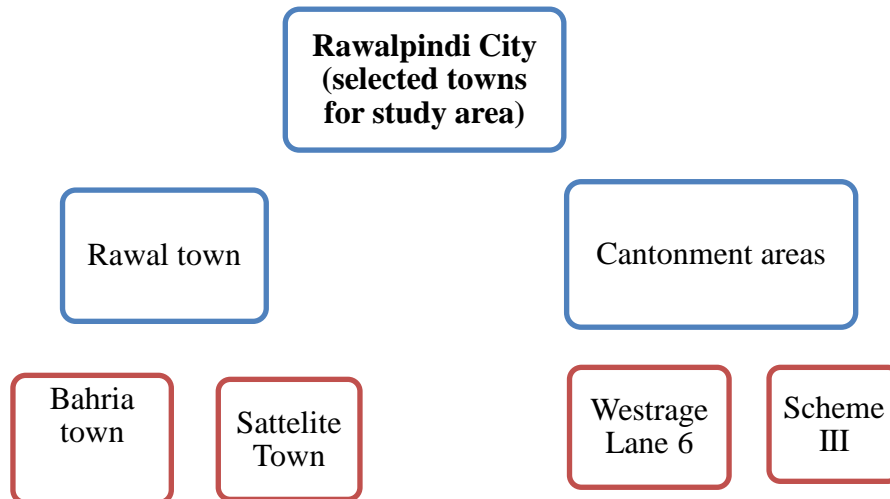 Rawalpindi City
(selected towns
for study area)
Rawal town
Cantonment areas
Bahria
town
Sattelite
Town
Westrage
Lane 6
Scheme
III